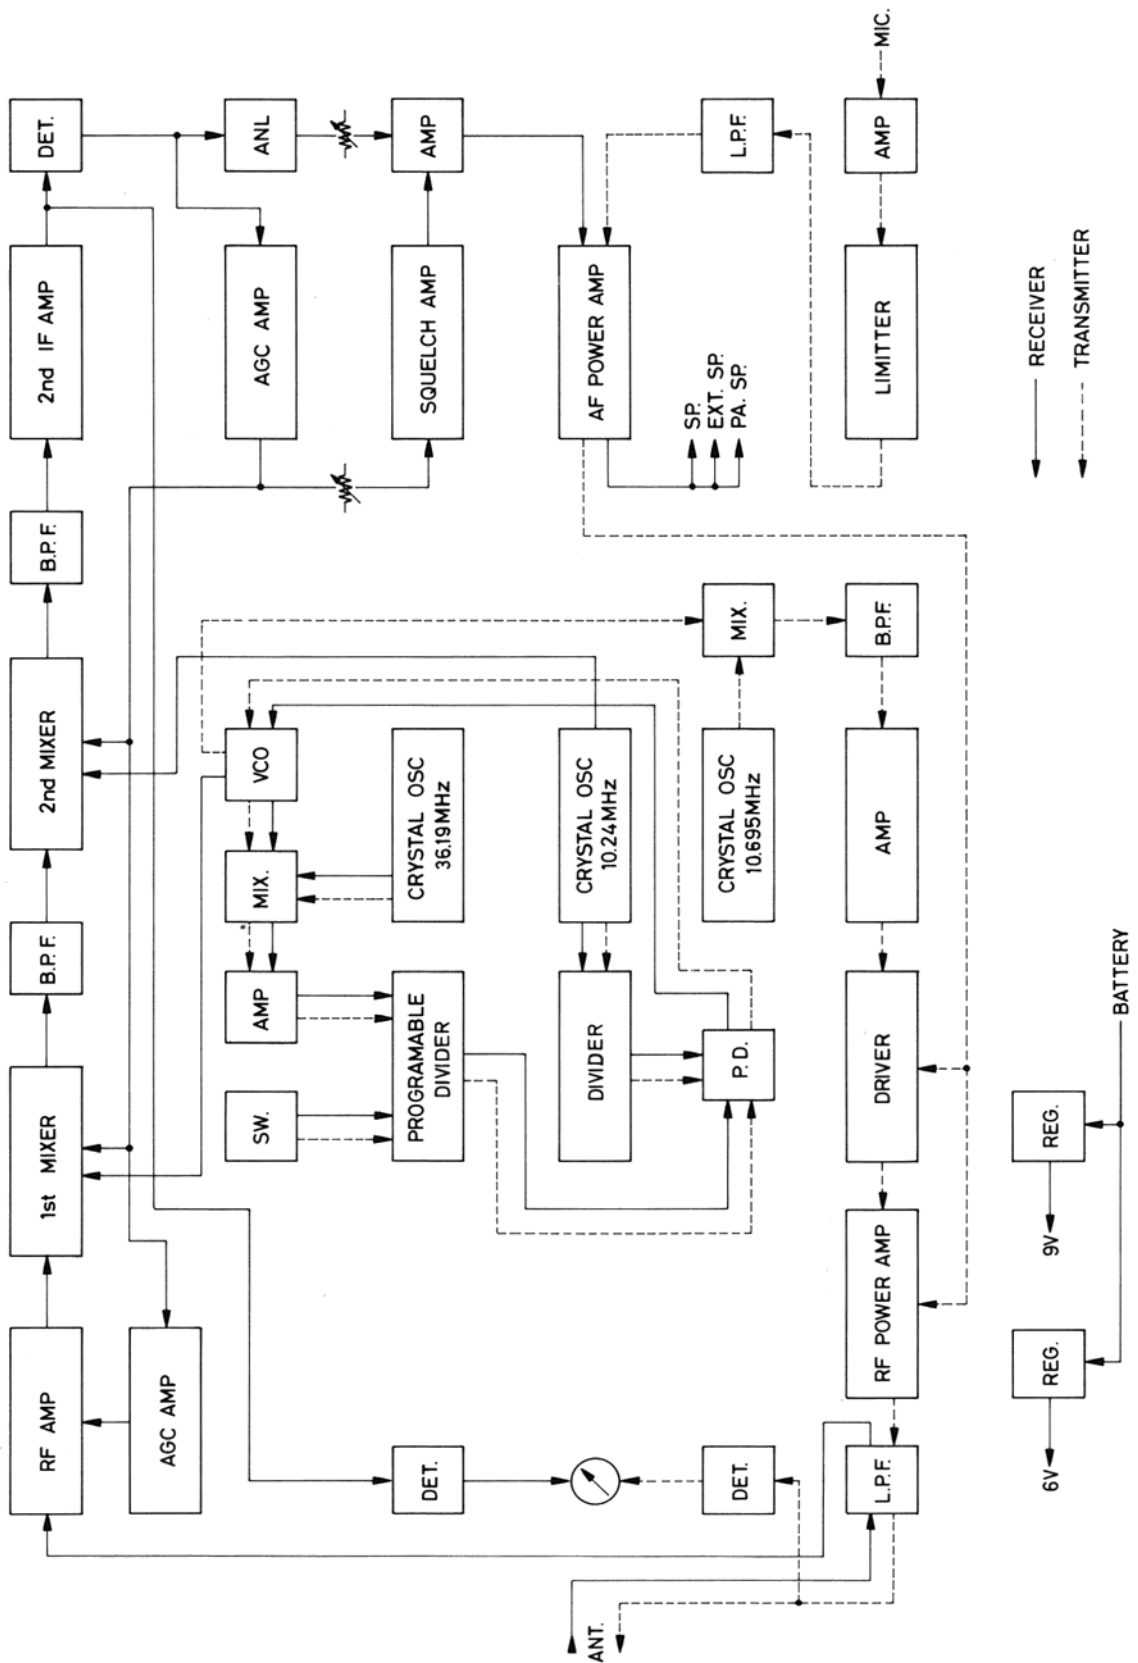 RF AMP
1st MIXER
B.P.F.
2nd MIXER
B.P.F.
2nd IF AMP
DET.
AGC AMP
SW.
AMP
MIX.
VCO
AGC AMP
ANL
DET.
PROGRAMABLE
DIVIDER
CRYSTAL OSC
36.19MHz
SQUELCH AMP
AMP
DIVIDER
CRYSTAL OSC
10.24MHz
AF POWER AMP
ANT.
DET.
P.D.
CRYSTAL OSC
10.695MHz
MIX.
SP.
EXT. SP.
PA. SP.
L.P.F.
L.P.F.
RF POWER AMP
DRIVER
AMP
B.P.F.
LIMITTER
AMP
MIC.
6V
REG.
9V
REG.
BATTERY
RECEIVER
TRANSMITTER